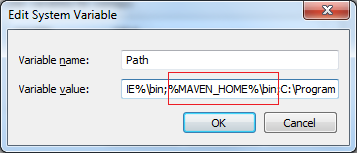 Edit System Variable
Variable name: Path
Variable value: IE%\bin;%MAVEN_HOME%\bin;C:\Program
OK Cancel